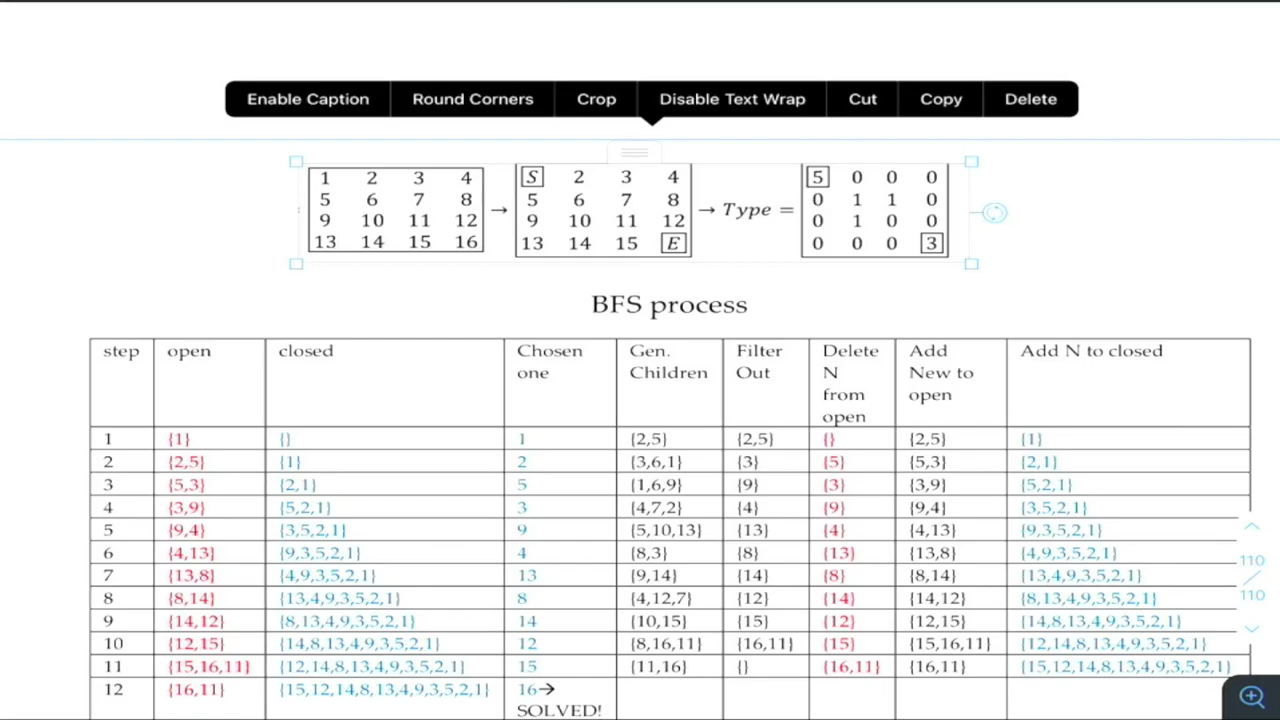 Enable Caption Round Corners Crop Disable Text Wrap Cut Copy Delete
1 2 3 4 S 2 3 4 5 0 0 0
5 6 7 8 → 5 6 7 8 → Type = 0 1 1 0
9 10 11 12 9 10 11 12 0 1 0 0
13 14 15 16 13 14 15 E 0 0 0 3
BFS process
step open closed Chosen one Gen. Children Filter Out Delete N from open Add New to open Add N to closed
1 {1} {} 1 {2,5} {2,5} {} {2,5} {1}
2 {2,5} {1} 2 {3,6,1} {3} {5} {5,3} {2,1}
3 {5,3} {2,1} 5 {1,6,9} {9} {3} {3,9} {5,2,1}
4 {3,9} {5,2,1} 3 {4,7,2} {4} {9} {9,4} {3,5,2,1}
5 {9,4} {3,5,2,1} 9 {5,10,13} {13} {4} {4,13} {9,3,5,2,1}
6 {4,13} {9,3,5,2,1} 4 {8,3} {8} {13} {13,8} {4,9,3,5,2,1}
7 {13,8} {4,9,3,5,2,1} 13 {9,14} {14} {8} {8,14} {13,4,9,3,5,2,1}
8 {8,14} {13,4,9,3,5,2,1} 8 {4,12,7} {12} {14} {14,12} {8,13,4,9,3,5,2,1}
9 {14,12} {8,13,4,9,3,5,2,1} 14 {10,15} {15} {12} {12,15} {14,8,13,4,9,3,5,2,1}
10 {12,15} {14,8,13,4,9,3,5,2,1} 12 {8,16,11} {16,11} {15} {15,16,11} {12,14,8,13,4,9,3,5,2,1}
11 {15,16,11} {12,14,8,13,4,9,3,5,2,1} 15 {11,16} {} {16,11} {16,11} {15,12,14,8,13,4,9,3,5,2,1}
12 {16,11} {15,12,14,8,13,4,9,3,5,2,1} 16→ SOLVED!
110
110